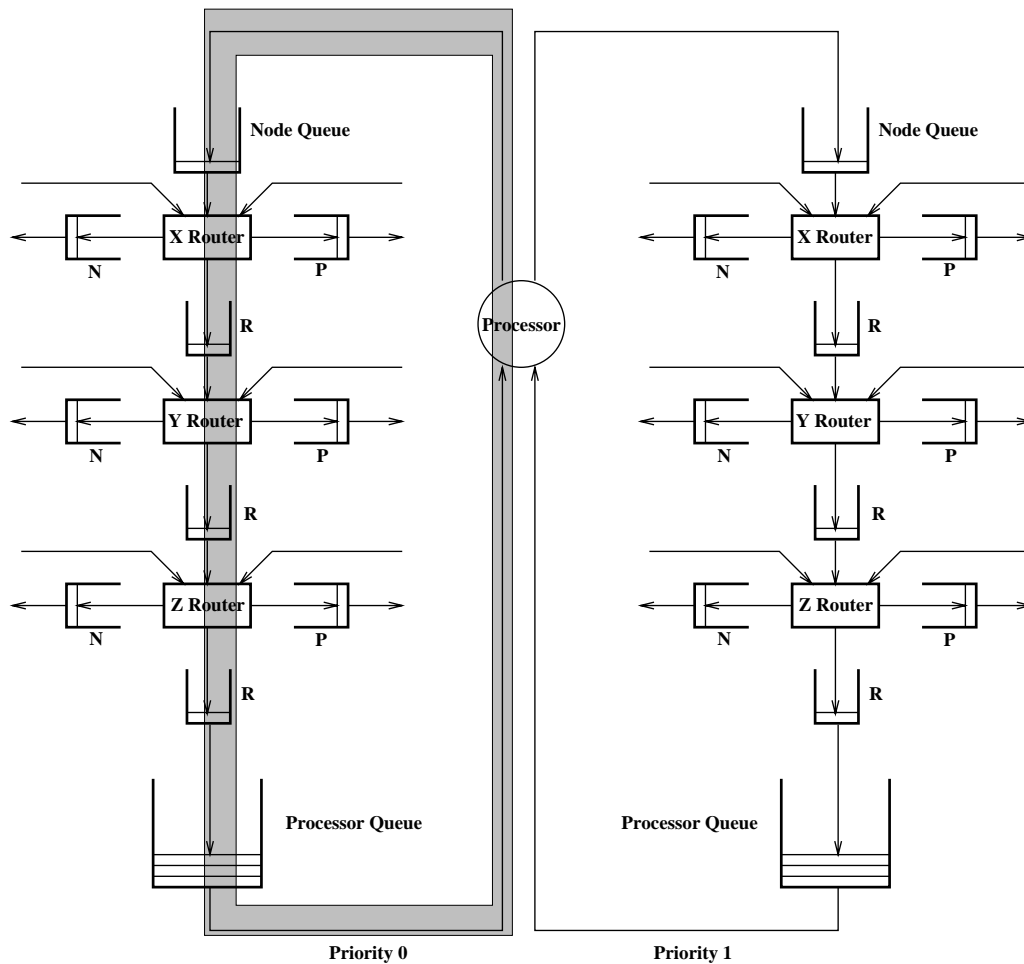 Node Queue
Node Queue
X Router
X Router
N
P
N
P
R
R
Processor
Y Router
Y Router
N
P
N
P
R
R
Z Router
Z Router
N
P
N
P
R
R
Processor Queue
Processor Queue
Priority 0
Priority 1